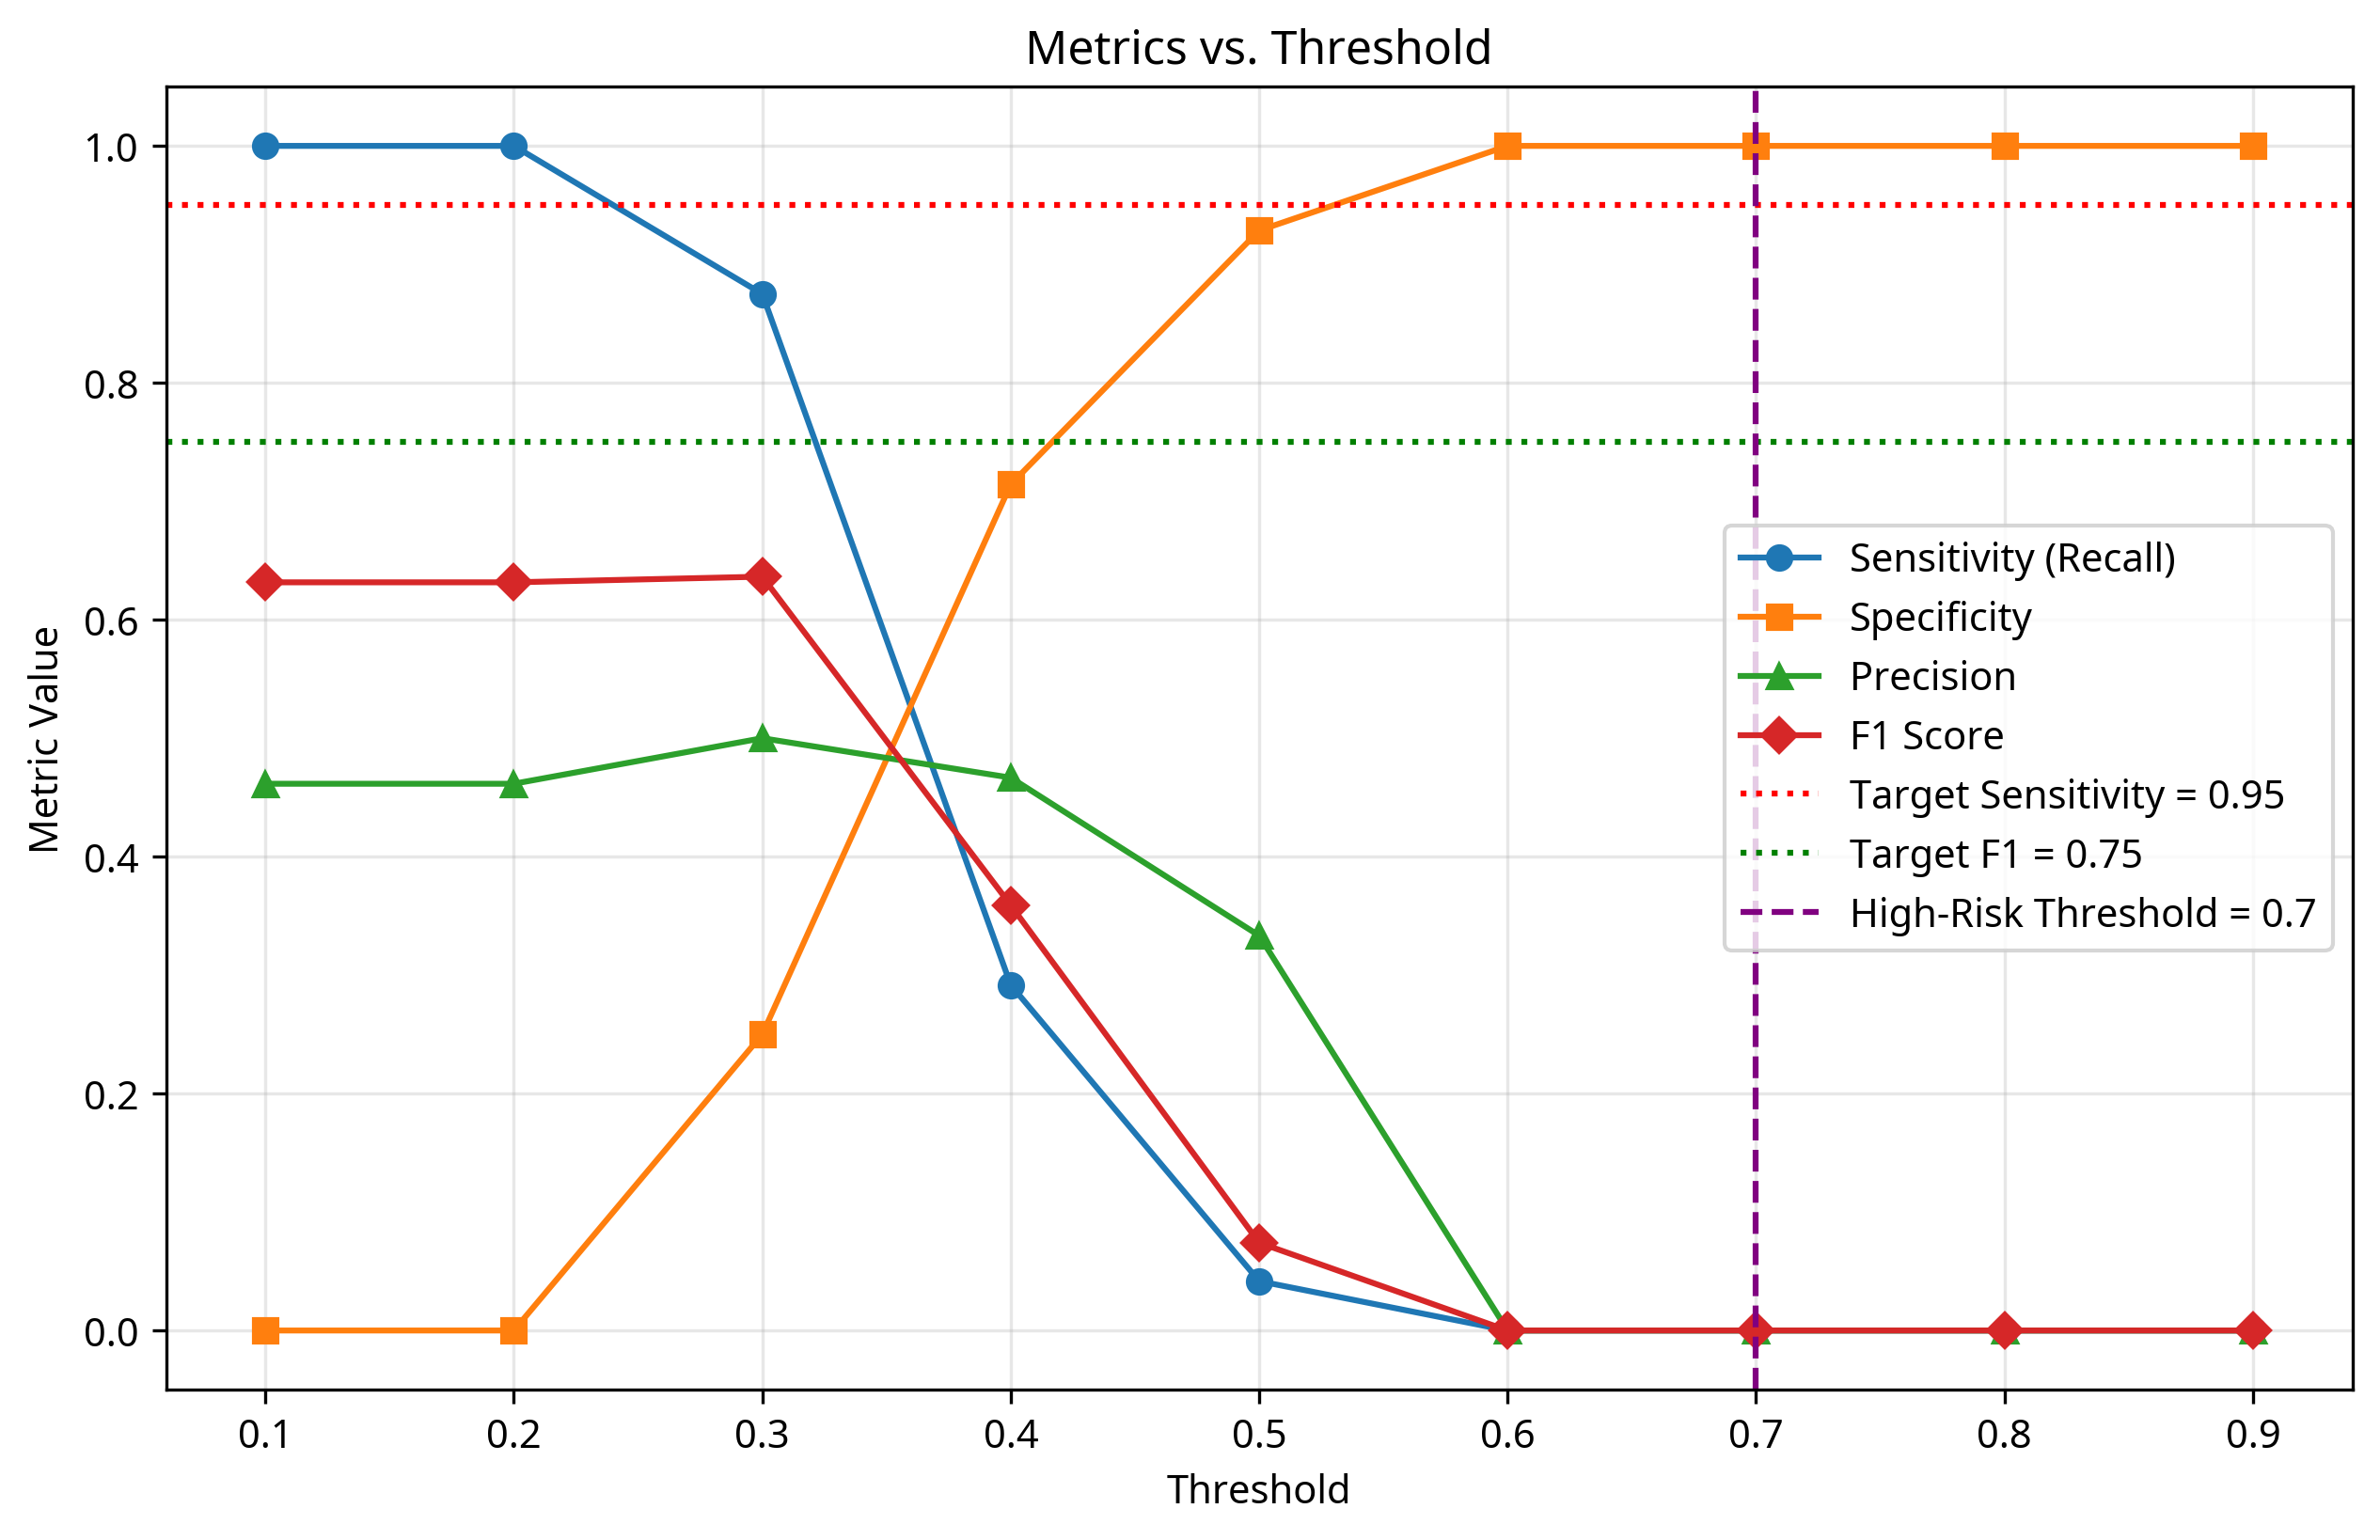 Metrics vs. Threshold
Metric Value
1.0
0.8
0.6
0.4
0.2
0.0
Sensitivity (Recall)
Specificity
Precision
F1 Score
Target Sensitivity = 0.95
Target F1 = 0.75
High-Risk Threshold = 0.7
0.1 0.2 0.3 0.4 0.5 0.6 0.7 0.8 0.9
Threshold